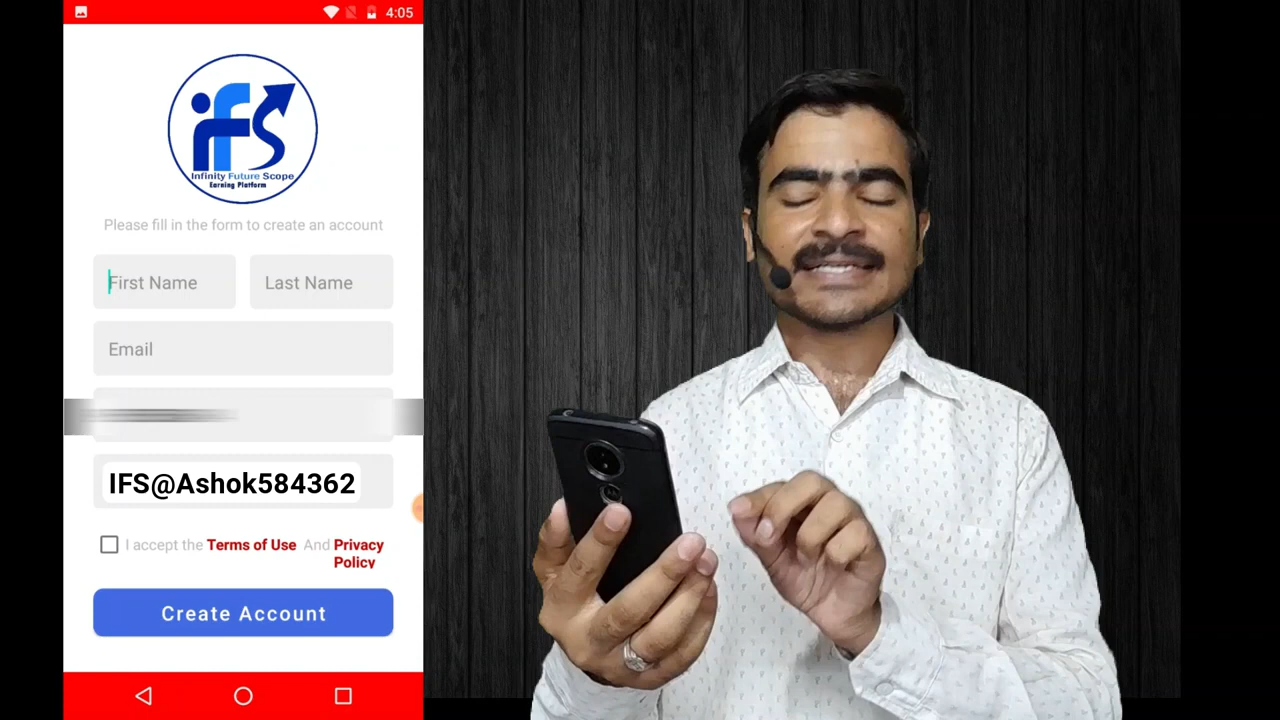 4:05
ifs
Infinity Future Scope
Earning Platform
Please fill in the form to create an account
First Name Last Name
Email
IFS@Ashok584362
I accept the Terms of Use And Privacy
Policy
Create Account